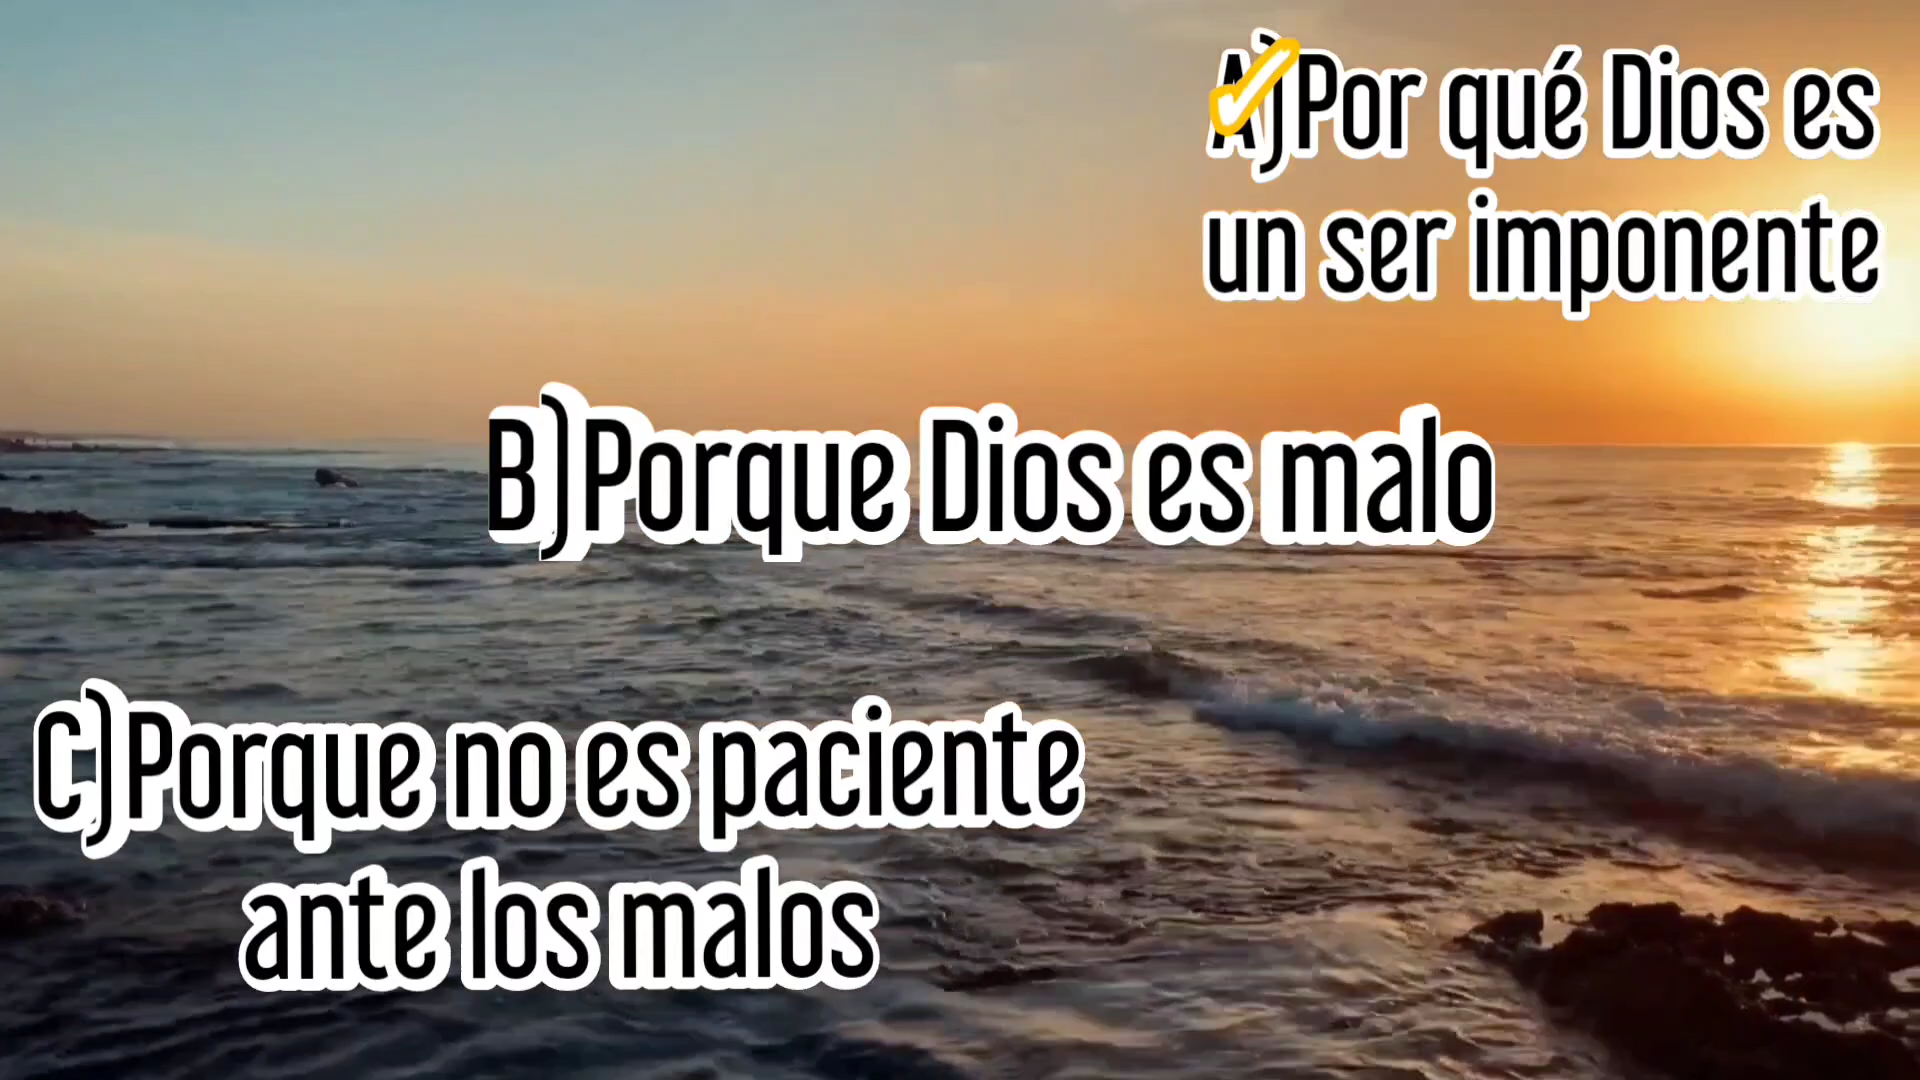 A)Por qué Dios es
un ser imponente
B)Porque Dios es malo
C)Porque no es paciente
ante los malos